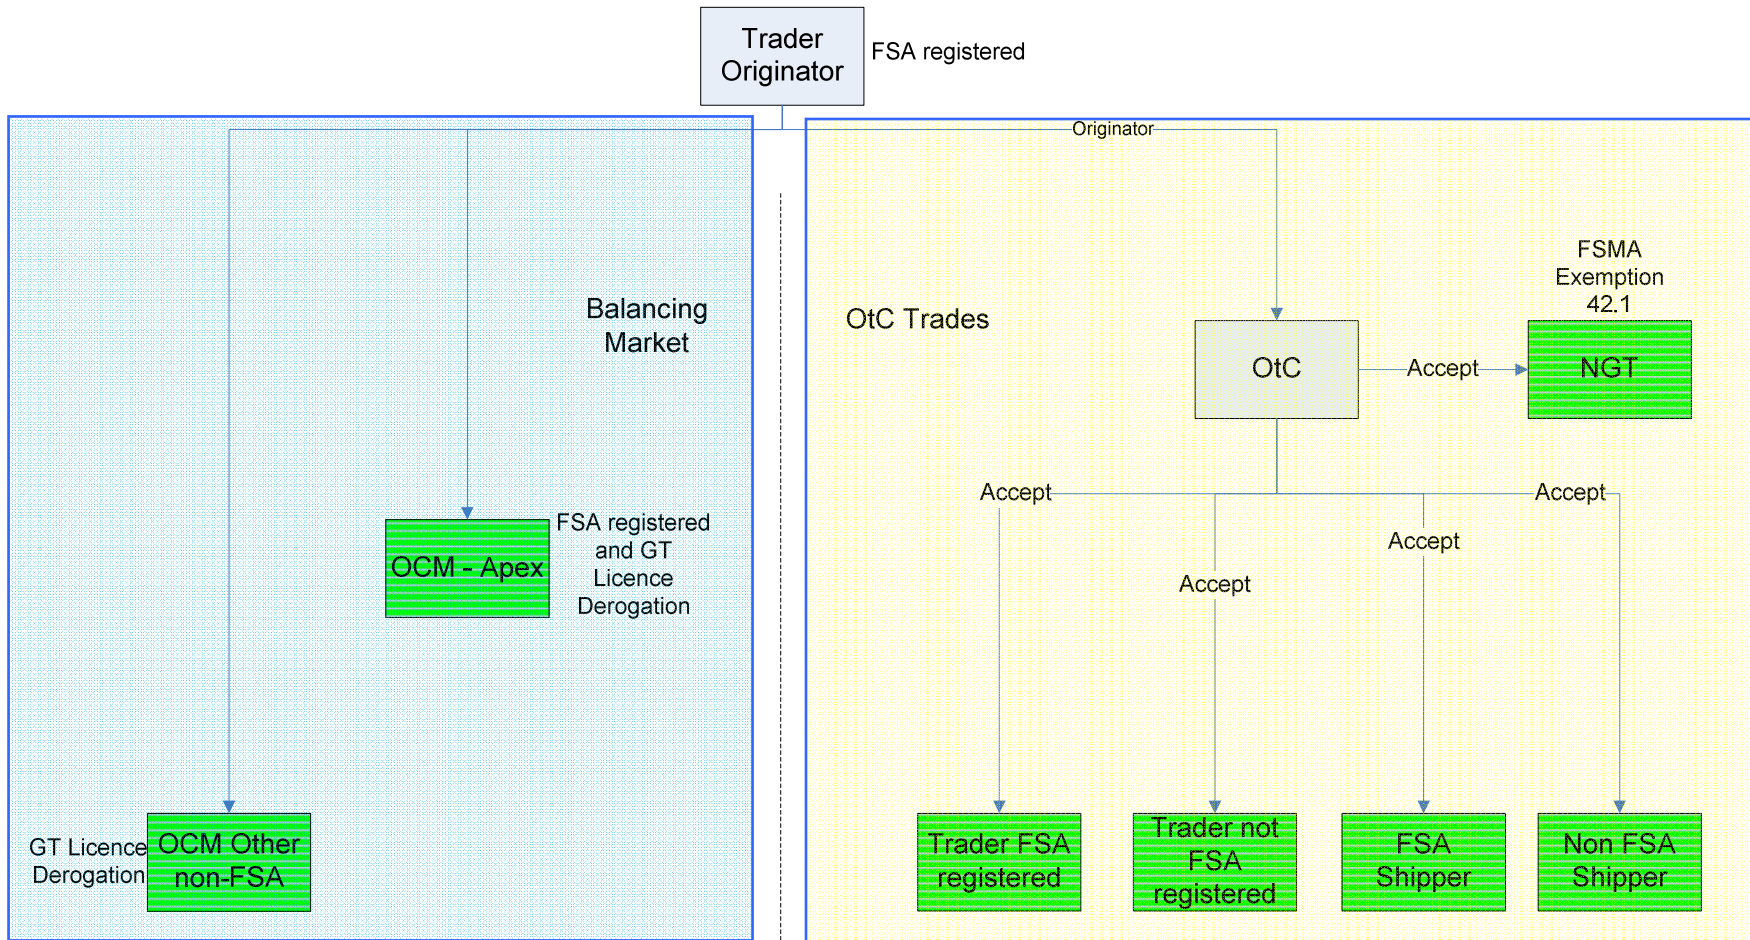 Trader
Originator
FSA registered
Originator
Balancing
Market
OtC Trades
FSMA
Exemption
42.1
OtC
Accept
NGT
Accept
Accept
Accept
Accept
FSA registered
and GT
Licence
Derogation
OCM - Apex
GT Licence
Derogation
OCM Other
non-FSA
Trader FSA
registered
Trader not
FSA
registered
FSA
Shipper
Non FSA
Shipper